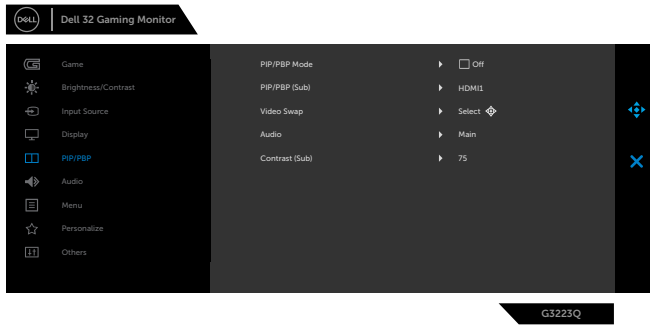 DELL
Dell 32 Gaming Monitor
Game
PIP/PBP Mode
Off
Brightness/Contrast
PIP/PBP (Sub)
HDMI1
Input Source
Video Swap
Select
Display
Audio
Main
PIP/PBP
Contrast (Sub)
75
Audio
Menu
Personalize
Others
G3223Q